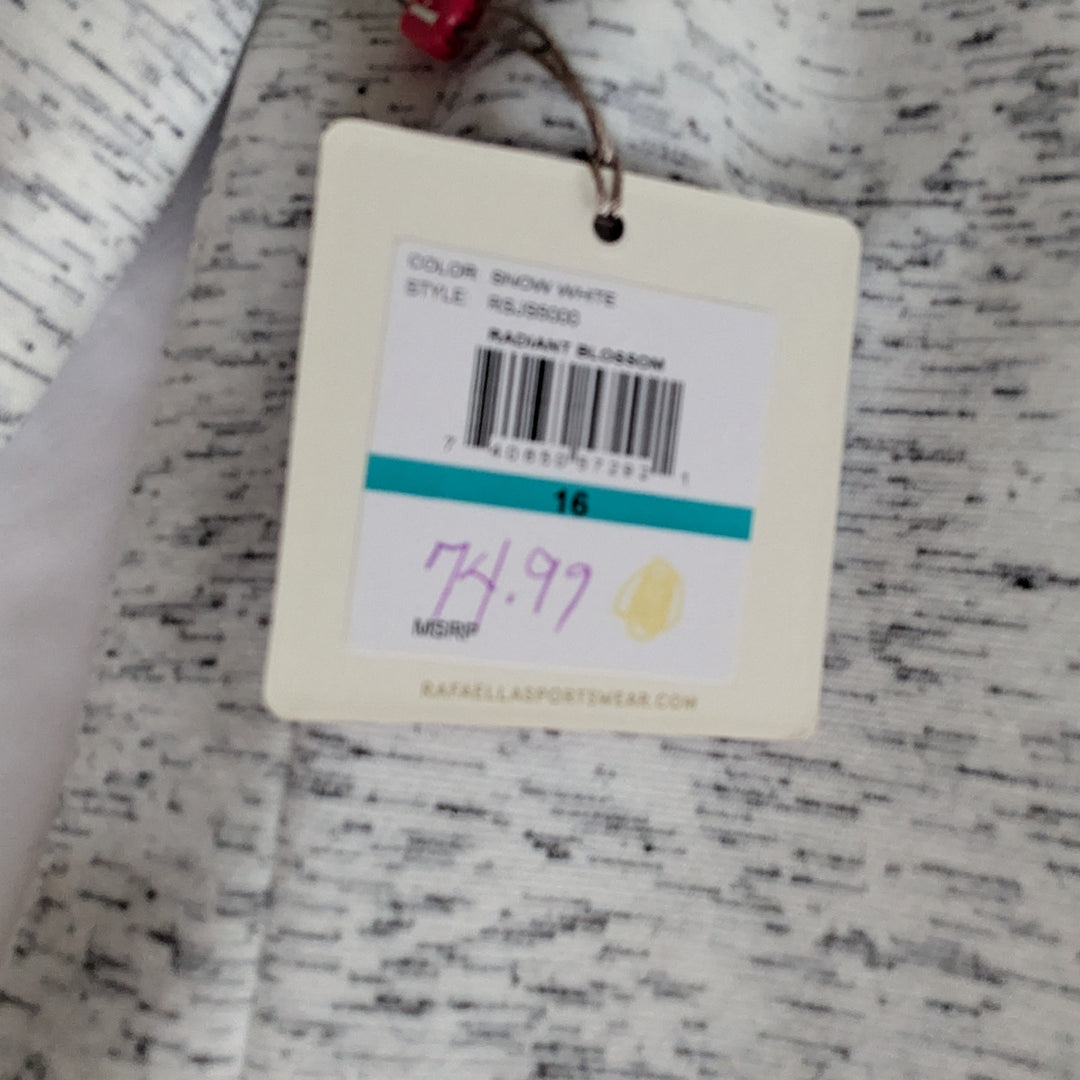 COLOR SNOW WHITE
STYLE
RADIANT BLOSSOM
16
74.99
MSRP
RAFAELLASPORTSWEAR.COM